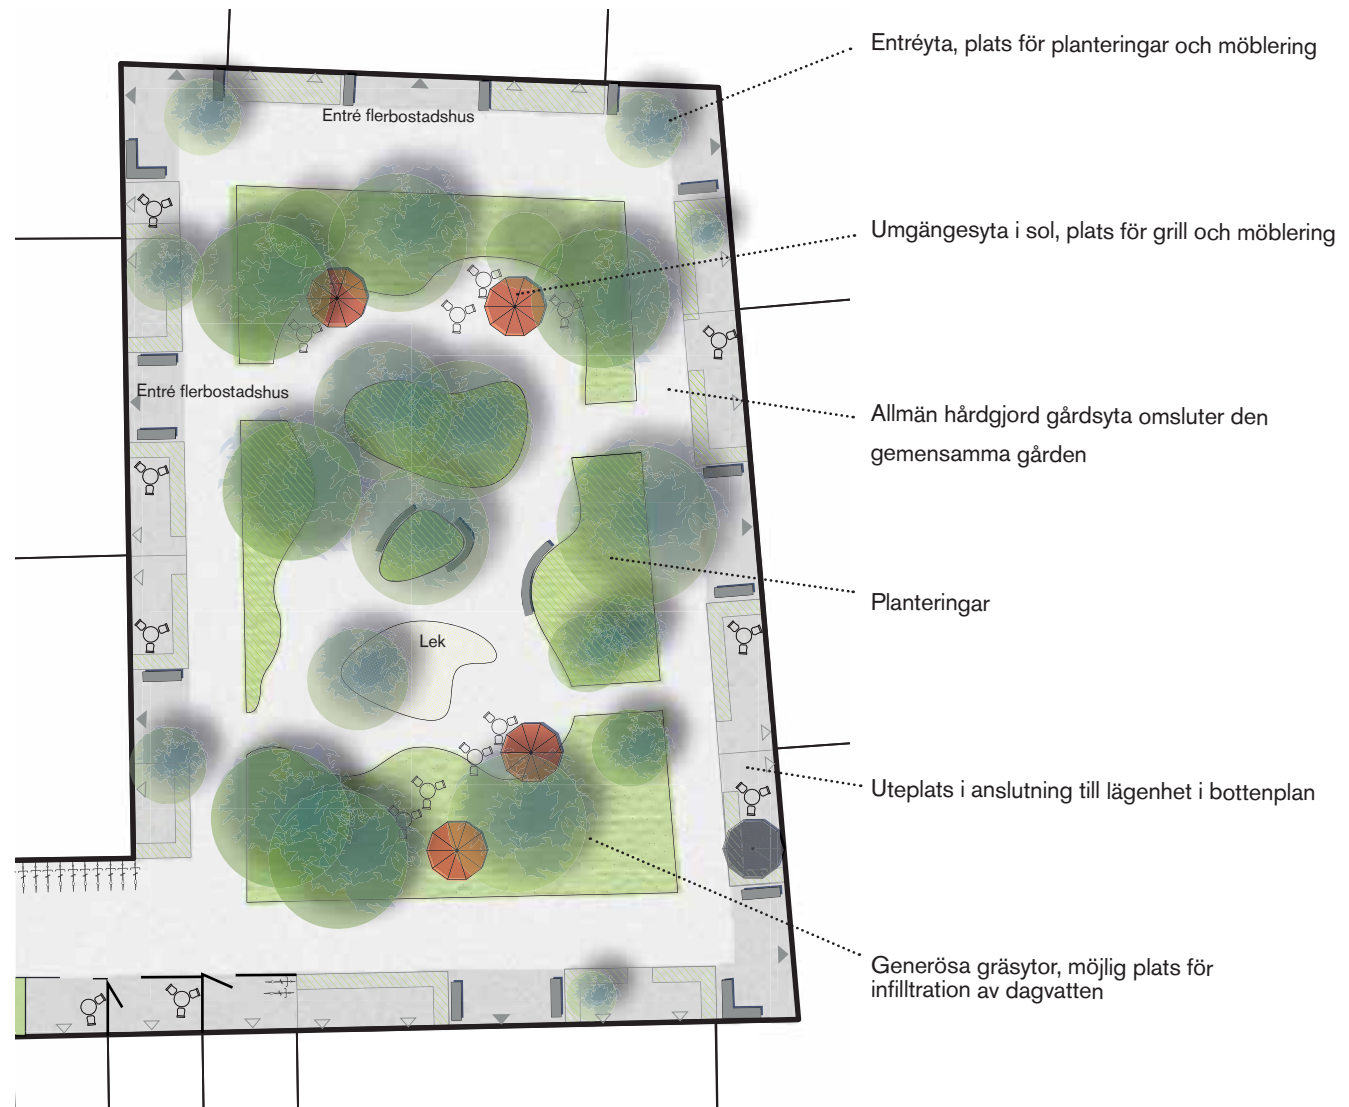 Entréyta, plats för planteringar och möblering
Entré flerbostadshus
Umgängesyta i sol, plats för grill och möblering
Entré flerbostadshus
Allmän hårdgjord gårdsyta omsluter den
gemensamma gården
Planteringar
Lek
Uteplats i anslutning till lägenhet i bottenplan
Generösa gräsytor, möjlig plats för
infilltration av dagvatten